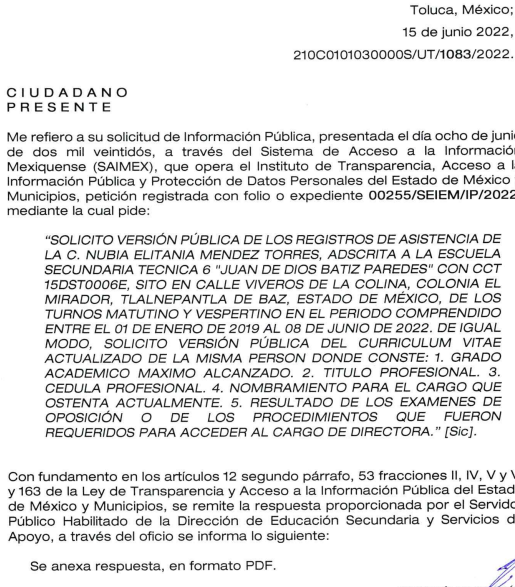 Toluca, México;
15 de junio 2022,
210C0101030000S/UT/1083/2022.
CIUDADANO
PRESENTE
Me refiero a su solicitud de Información Pública, presentada el día ocho de juni
de dos mil veintidós, a través del Sistema de Acceso a la Informació
Mexiquense (SAIMEX), que opera el Instituto de Transparencia, Acceso a l
Información Pública y Protección de Datos Personales del Estado de México
Municipios, petición registrada con folio o expediente 00255/SEIEM/IP/2022
mediante la cual pide:
"SOLICITO VERSIÓN PÚBLICA DE LOS REGISTROS DE ASISTENCIA DE
LA C. NUBIA ELITANIA MENDEZ TORRES, ADSCRITA A LA ESCUELA
SECUNDARIA TECNICA 6 "JUAN DE DIOS BATIZ PAREDES" CON CCT
15DST0006E, SITO EN CALLE VIVEROS DE LA COLINA, COLONIA EL
MIRADOR, TLALNEPANTLA DE BAZ, ESTADO DE MÉXICO, DE LOS
TURNOS MATUTINO Y VESPERTINO EN EL PERIODO COMPRENDIDO
ENTRE EL 01 DE ENERO DE 2019 AL 08 DE JUNIO DE 2022. DE IGUAL
MODO, SOLICITO VERSIÓN PÚBLICA DEL CURRICULUM VITAE
ACTUALIZADO DE LA MISMA PERSON DONDE CONSTE: 1. GRADO
ACADEMICO MAXIMO ALCANZADO. 2. TITULO PROFESIONAL. 3.
CEDULA PROFESIONAL. 4. NOMBRAMIENTO PARA EL CARGO QUE
OSTENTA ACTUALMENTE. 5. RESULTADO DE LOS EXAMENES DE
OPOSICIÓN O DE LOS PROCEDIMIENTOS QUE FUERON
REQUERIDOS PARA ACCEDER AL CARGO DE DIRECTORA." [Sic].
Con fundamento en los artículos 12 segundo párrafo, 53 fracciones II, IV, V y V
y 163 de la Ley de Transparencia y Acceso a la Información Pública del Estad
de México y Municipios, se remite la respuesta proporcionada por el Servido
Público Habilitado de la Dirección de Educación Secundaria y Servicios d
Apoyo, a través del oficio se informa lo siguiente:
Se anexa respuesta, en formato PDF.